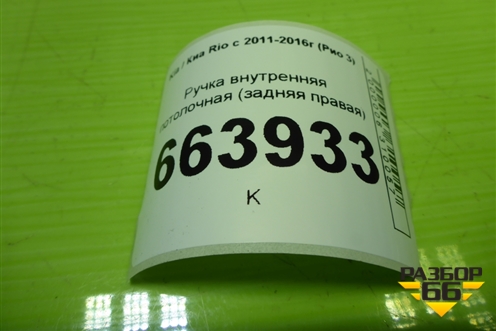 Kia / Киа Rio с 2011-2016г (Рио 3)
Ручка внутренняя
потолочная (задняя правая)
663933
К
РАЗБОР
66